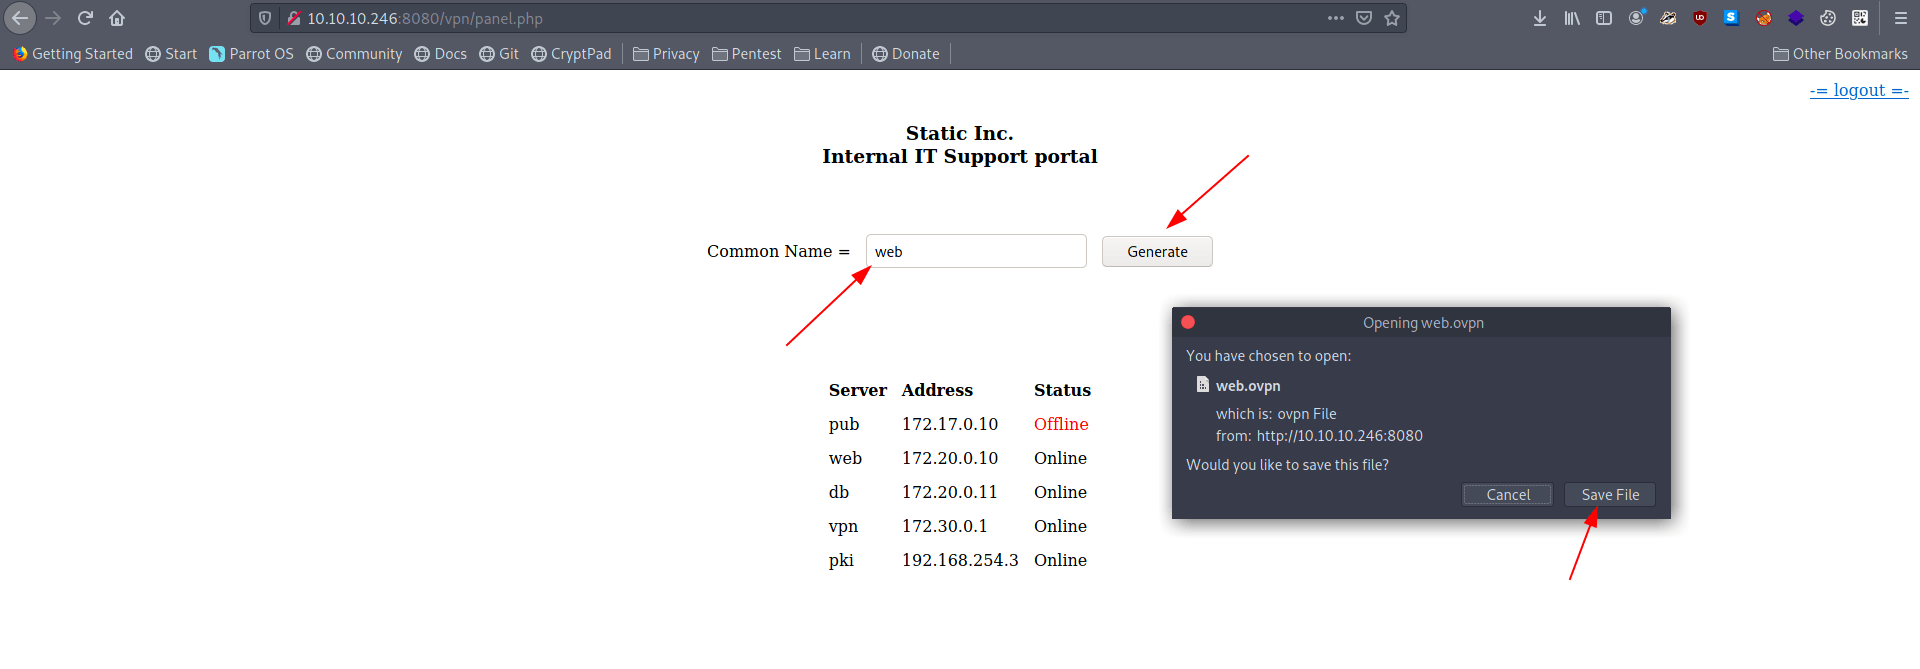 10.10.10.246:8080/vpn/panel.php
Getting Started Start Parrot OS Community Docs Git CryptPad Privacy Pentest Learn Donate Other Bookmarks
-= logout =-
Static Inc.
Internal IT Support portal
Common Name = web Generate
Opening web.ovpn
You have chosen to open:
web.ovpn
which is: ovpn File
from: http://10.10.10.246:8080
Would you like to save this file?
Cancel Save File
Server Address Status
pub 172.17.0.10 Offline
web 172.20.0.10 Online
db 172.20.0.11 Online
vpn 172.30.0.1 Online
pki 192.168.254.3 Online